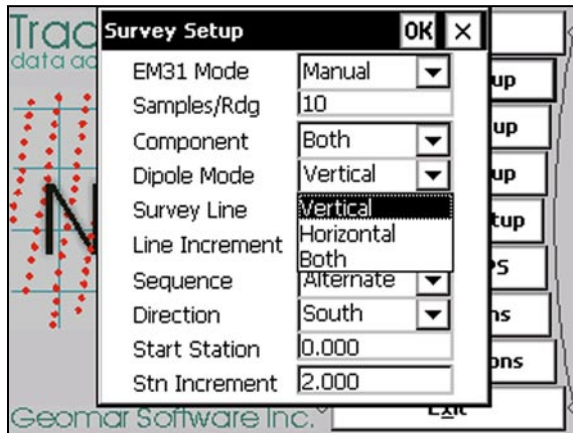 Survey Setup OK
EM31 Mode Manual
Samples/Rdg 10
Component Both
Dipole Mode Vertical
Survey Line Vertical
Horizontal
Line Increment Both
Sequence Alternate
Direction South
Start Station 0.000
Stn Increment 2.000
Trac
data ac
N
up
up
up
tup
PS
ns
ons
Exit
Geomar Software Inc.